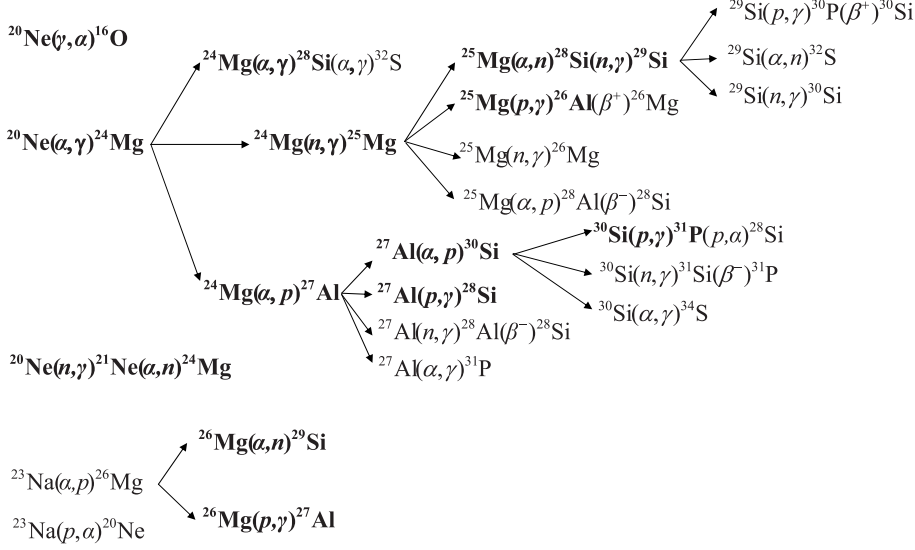 ²⁰Ne(γ,α)¹⁶O
²⁴Mg(α,γ)²⁸Si(α,γ)³²S
²⁰Ne(α,γ)²⁴Mg
²⁴Mg(n,γ)²⁵Mg
²⁵Mg(α,n)²⁸Si(n,γ)²⁹Si
²⁹Si(p,γ)³⁰P(β⁺)³⁰Si
²⁹Si(α,n)³²S
²⁹Si(n,γ)³⁰Si
²⁵Mg(p,γ)²⁶Al(β⁺)²⁶Mg
²⁵Mg(n,γ)²⁶Mg
²⁵Mg(α,p)²⁸Al(β⁻)²⁸Si
²⁴Mg(α,p)²⁷Al
²⁷Al(α,p)³⁰Si
³⁰Si(p,γ)³¹P(p,α)²⁸Si
³⁰Si(n,γ)³¹Si(β⁻)³¹P
³⁰Si(α,γ)³⁴S
²⁷Al(p,γ)²⁸Si
²⁷Al(n,γ)²⁸Al(β⁻)²⁸Si
²⁷Al(α,γ)³¹P
²⁰Ne(n,γ)²¹Ne(α,n)²⁴Mg
²³Na(α,p)²⁶Mg
²⁶Mg(α,n)²⁹Si
²⁶Mg(p,γ)²⁷Al
²³Na(p,α)²⁰Ne